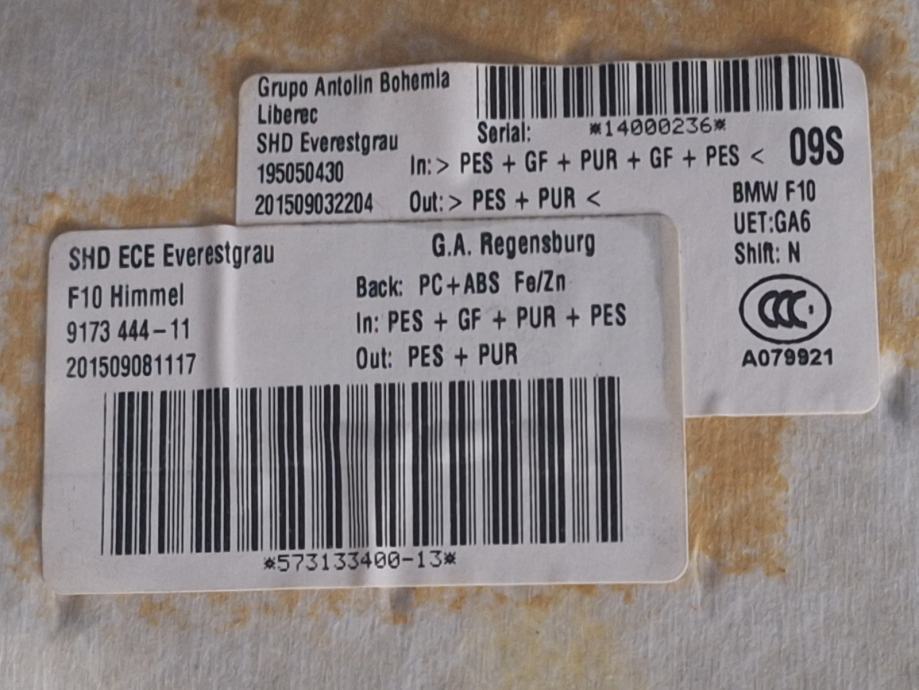 Grupo Antolin Bohemia
Liberec
SHD Everestgrau
195050430
201509032204
Serial: *14000236*
In: > PES + GF + PUR + GF + PES < 09S
Out: > PES + PUR <
BMW F10
UET:GA6
Shift: N
CCC
A079921
SHD ECE Everestgrau
F10 Himmel
9173 444-11
201509081117
G.A. Regensburg
Back: PC+ABS Fe/Zn
In: PES + GF + PUR + PES
Out: PES + PUR
*573133400-13*